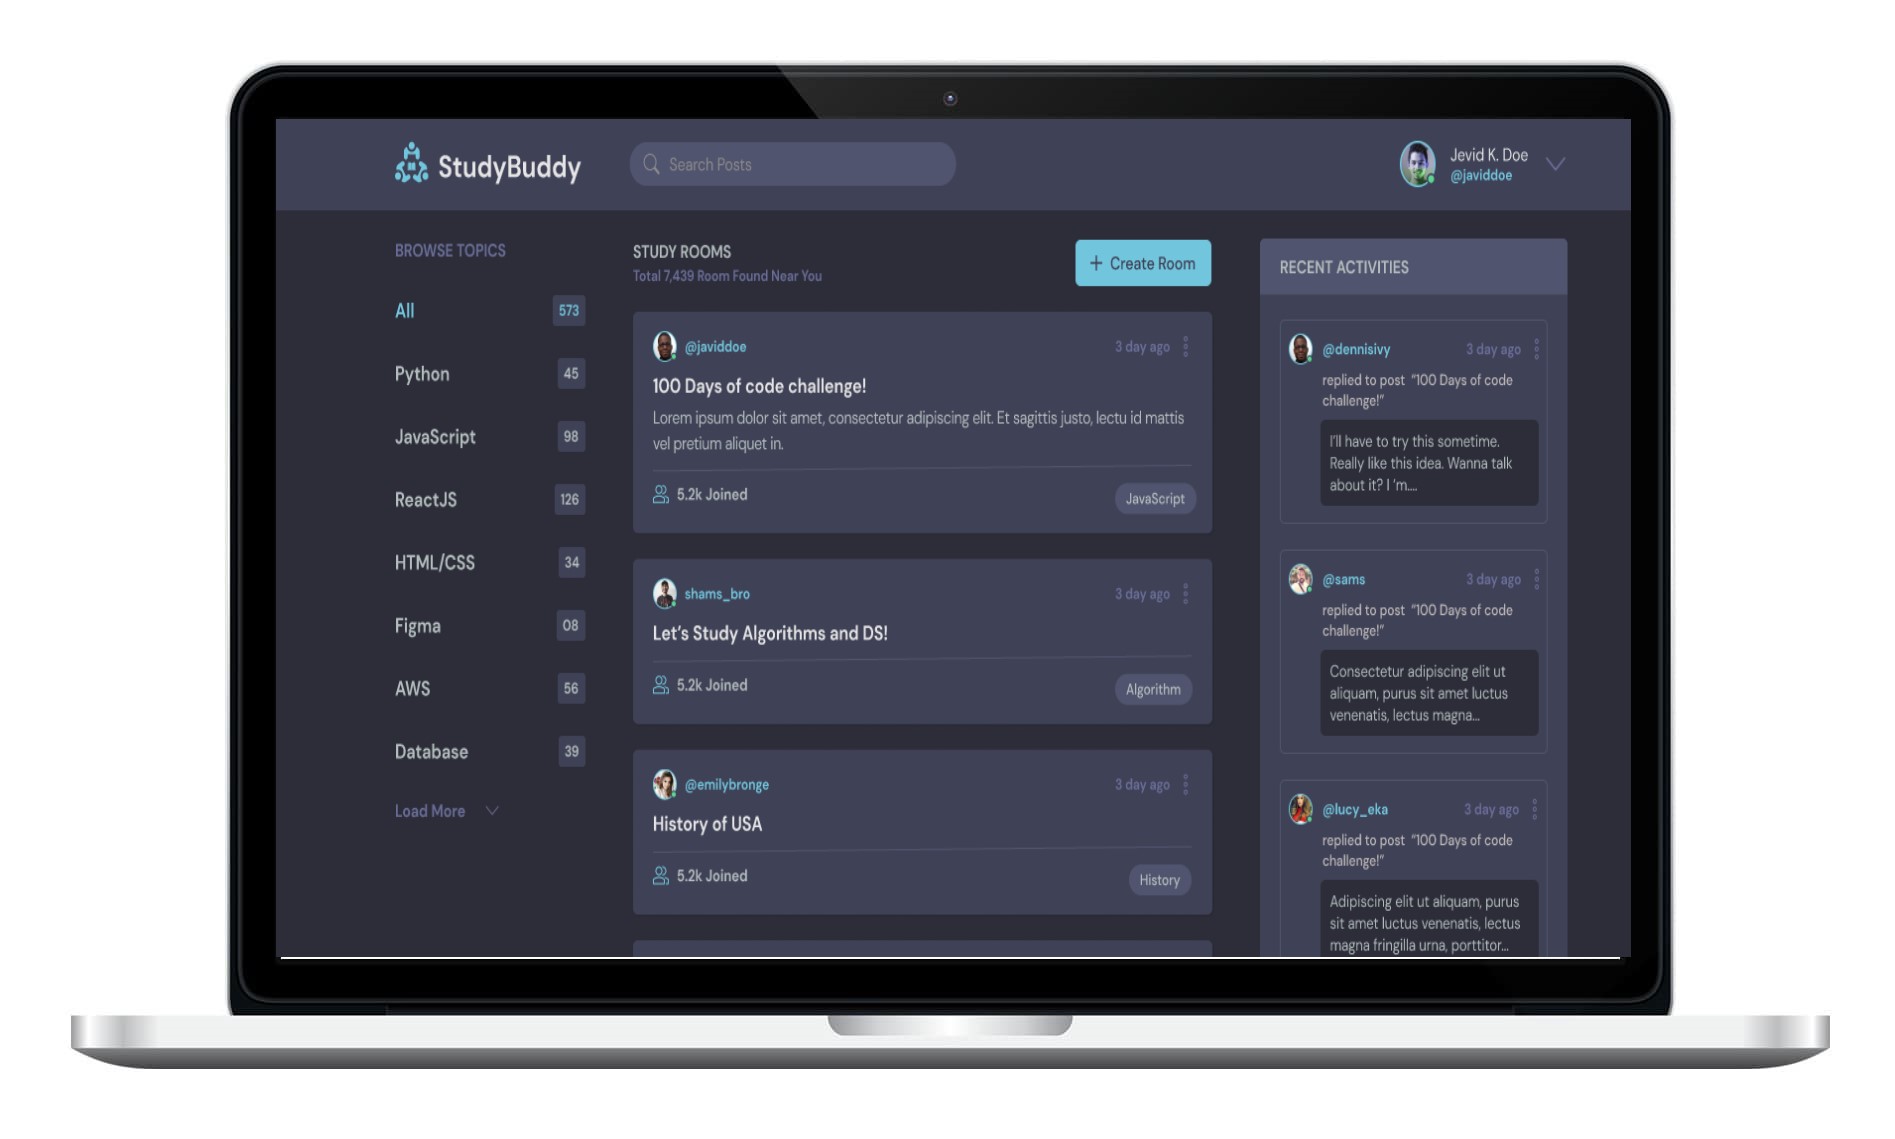 StudyBuddy
Search Posts
Jevid K. Doe
@javiddoe
BROWSE TOPICS
All 573
Python 45
JavaScript 98
ReactJS 126
HTML/CSS 34
Figma 08
AWS 56
Database 39
Load More
STUDY ROOMS
Total 7,439 Room Found Near You
+ Create Room
@javiddoe 3 day ago
100 Days of code challenge!
Lorem ipsum dolor sit amet, consectetur adipiscing elit. Et sagittis justo, lectu id mattis
vel pretium aliquet in.
5.2k Joined JavaScript
shams_bro 3 day ago
Let's Study Algorithms and DS!
5.2k Joined Algorithm
@emilybronge 3 day ago
History of USA
5.2k Joined History
RECENT ACTIVITIES
@dennisivy 3 day ago
replied to post “100 Days of code
challenge!”
I'll have to try this sometime.
Really like this idea. Wanna talk
about it? I ‘m....
@sams 3 day ago
replied to post “100 Days of code
challenge!”
Consectetur adipiscing elit ut
aliquam, purus sit amet luctus
venenatis, lectus magna...
@lucy_eka 3 day ago
replied to post “100 Days of code
challenge!”
Adipiscing elit ut aliquam, purus
sit amet luctus venenatis, lectus
magna fringilla urna, porttitor...